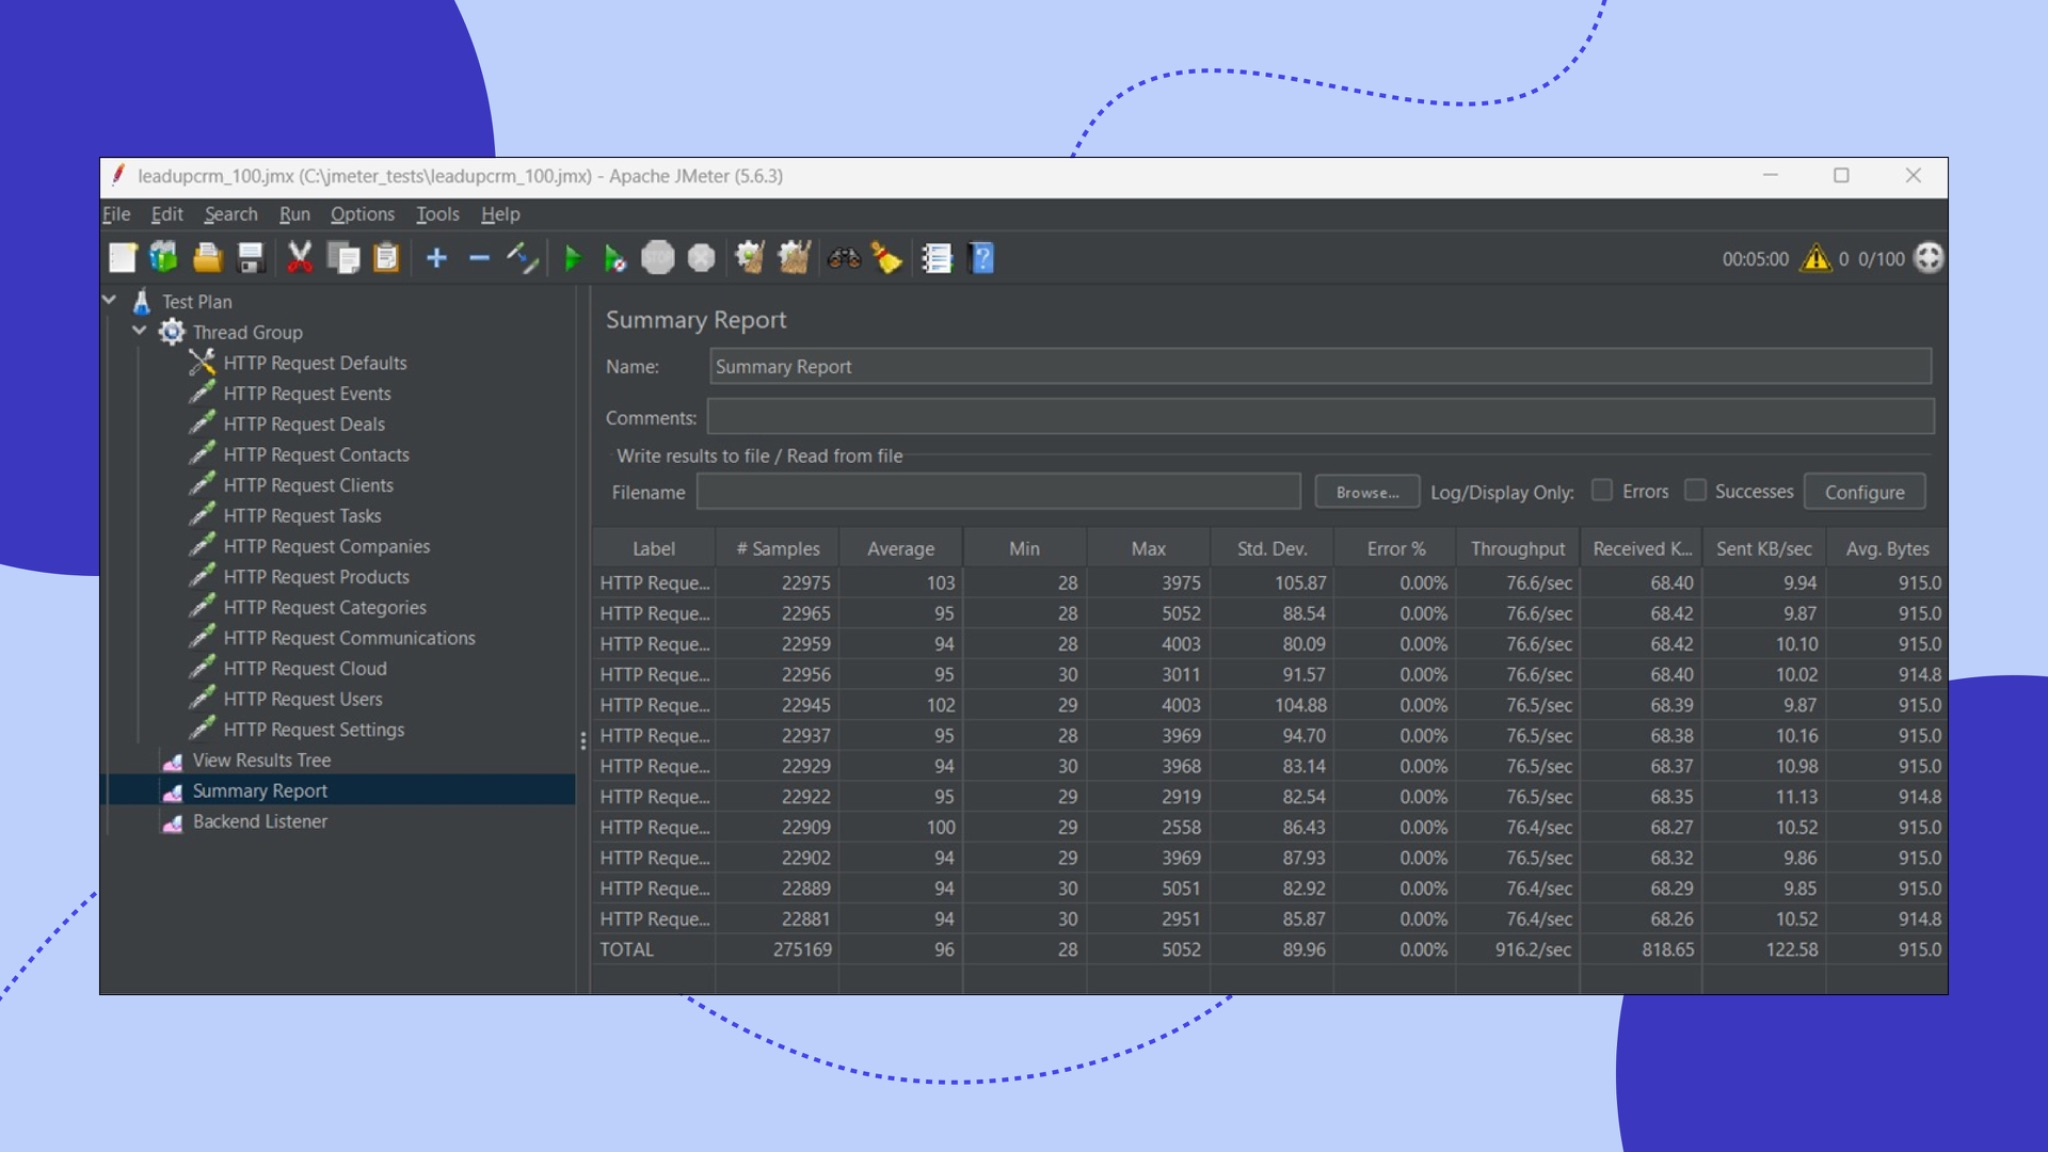 leadupcrm_100.jmx (C:\jmeter_tests\leadupcrm_100.jmx) - Apache JMeter (5.6.3)
File Edit Search Run Options Tools Help
00:05:00 0 0/100
Test Plan
Thread Group
HTTP Request Defaults
HTTP Request Events
HTTP Request Deals
HTTP Request Contacts
HTTP Request Clients
HTTP Request Tasks
HTTP Request Companies
HTTP Request Products
HTTP Request Categories
HTTP Request Communications
HTTP Request Cloud
HTTP Request Users
HTTP Request Settings
View Results Tree
Summary Report
Backend Listener
Summary Report
Name: Summary Report
Comments:
Write results to file / Read from file
Filename Browse... Log/Display Only: Errors Successes Configure
Label # Samples Average Min Max Std. Dev. Error % Throughput Received K... Sent KB/sec Avg. Bytes
HTTP Reque... 22975 103 28 3975 105.87 0.00% 76.6/sec 68.40 9.94 915.0
HTTP Reque... 22965 95 28 5052 88.54 0.00% 76.6/sec 68.42 9.87 915.0
HTTP Reque... 22959 94 28 4003 80.09 0.00% 76.6/sec 68.42 10.10 915.0
HTTP Reque... 22956 95 30 3011 91.57 0.00% 76.6/sec 68.40 10.02 914.8
HTTP Reque... 22945 102 29 4003 104.88 0.00% 76.5/sec 68.39 9.87 915.0
HTTP Reque... 22937 95 28 3969 94.70 0.00% 76.5/sec 68.38 10.16 915.0
HTTP Reque... 22929 94 30 3968 83.14 0.00% 76.5/sec 68.37 10.98 915.0
HTTP Reque... 22922 95 29 2919 82.54 0.00% 76.5/sec 68.35 11.13 914.8
HTTP Reque... 22909 100 29 2558 86.43 0.00% 76.4/sec 68.27 10.52 915.0
HTTP Reque... 22902 94 29 3969 87.93 0.00% 76.5/sec 68.32 9.86 915.0
HTTP Reque... 22889 94 30 5051 82.92 0.00% 76.4/sec 68.29 9.85 915.0
HTTP Reque... 22881 94 30 2951 85.87 0.00% 76.4/sec 68.26 10.52 914.8
TOTAL 275169 96 28 5052 89.96 0.00% 916.2/sec 818.65 122.58 915.0